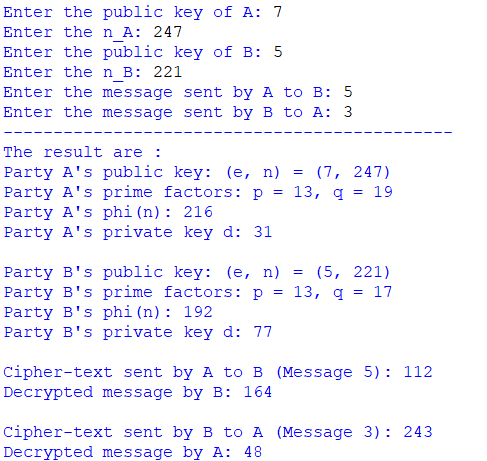 Enter the public key of A: 7
Enter the n_A: 247
Enter the public key of B: 5
Enter the n_B: 221
Enter the message sent by A to B: 5
Enter the message sent by B to A: 3
---------------------------------------------
The result are :
Party A's public key: (e, n) = (7, 247)
Party A's prime factors: p = 13, q = 19
Party A's phi(n): 216
Party A's private key d: 31
Party B's public key: (e, n) = (5, 221)
Party B's prime factors: p = 13, q = 17
Party B's phi(n): 192
Party B's private key d: 77
Cipher-text sent by A to B (Message 5): 112
Decrypted message by B: 164
Cipher-text sent by B to A (Message 3): 243
Decrypted message by A: 48